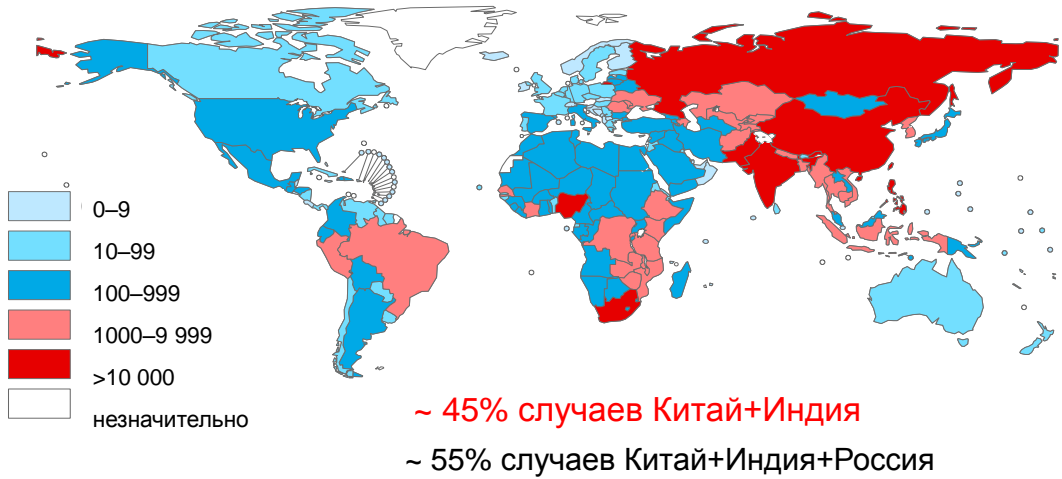 0–9
10–99
100–999
1000–9 999
>10 000
незначительно
~ 45% случаев Китай+Индия
~ 55% случаев Китай+Индия+Россия